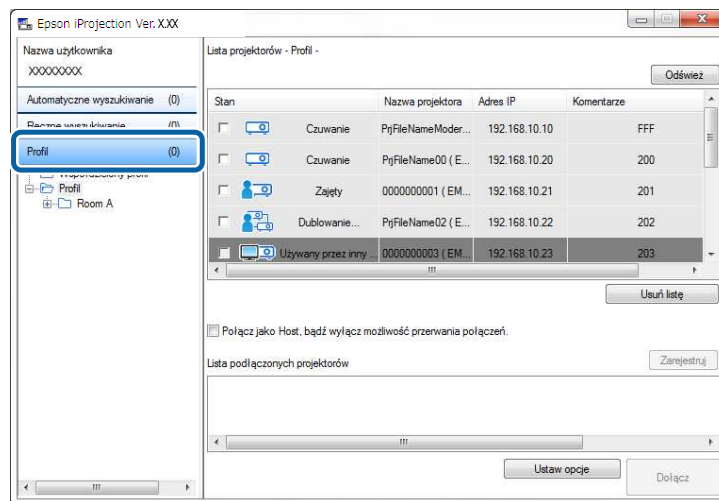 Epson iProjection Ver. X.XX
Nazwa użytkownika
XXXXXXXX
Automatyczne wyszukiwanie (0)
Ręczne wyszukiwanie (0)
Profil (0)
Współdzielony profil
Profil
Room A
Lista projektorów - Profil -
Odśwież
Stan Nazwa projektora Adres IP Komentarze
Czuwanie PrjFileNameModer... 192.168.10.10 FFF
Czuwanie PrjFileName00 ( E... 192.168.10.20 200
Zajęty 0000000001 ( EM... 192.168.10.21 201
Dublowanie... PrjFileName02 ( E... 192.168.10.22 202
Używany przez inny ... 0000000003 ( EM... 192.168.10.23 203
Usuń listę
Połącz jako Host, bądź wyłącz możliwość przerwania połączeń.
Lista podłączonych projektorów
Zarejestruj
Ustaw opcje
Dołącz